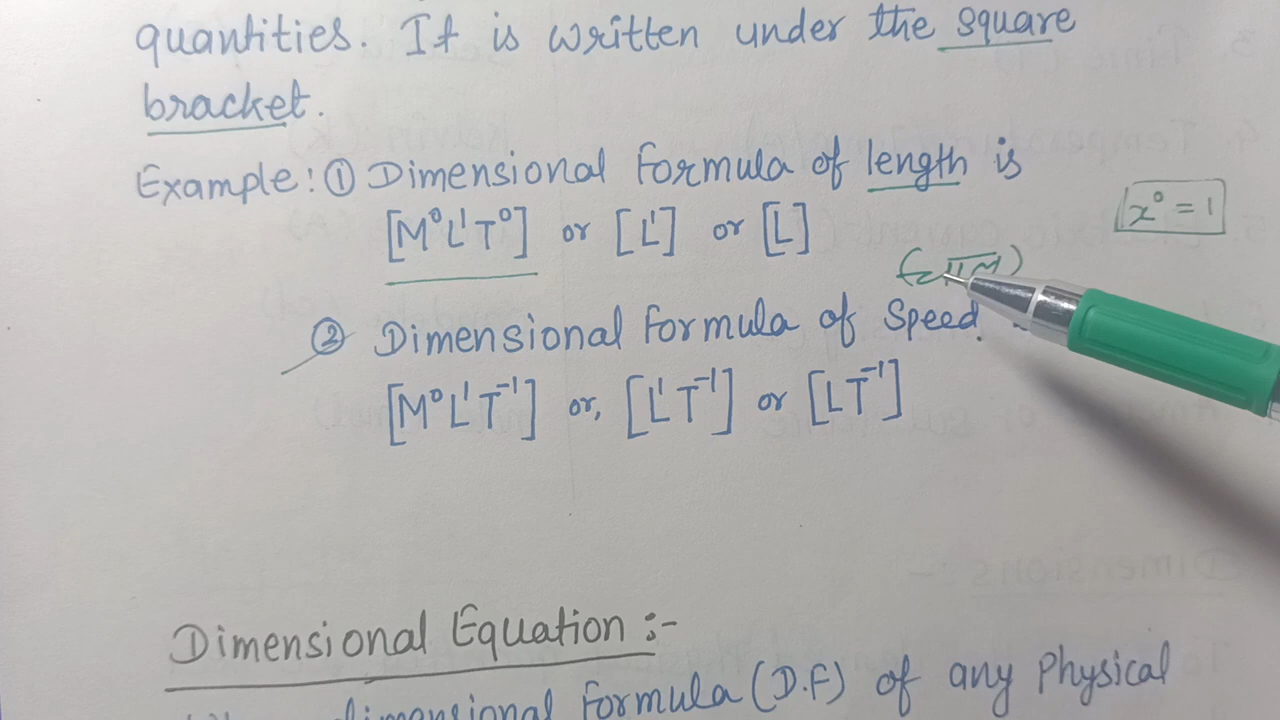 quantities. It is written under the square
bracket.
Example: ① Dimensional Formula of length is
[M⁰L¹T⁰] or [L¹] or [L]
x⁰ = 1
② Dimensional Formula of Speed
[M⁰L¹T⁻¹] or, [L¹T⁻¹] or [LT⁻¹]
Dimensional Equation :-
dimensional Formula (D.F) of any Physical